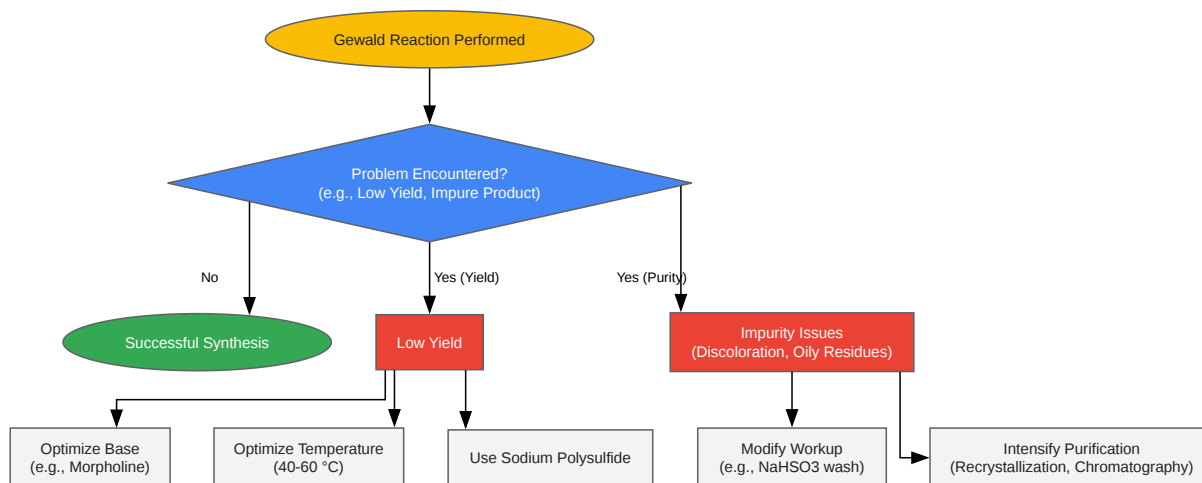 Gewald Reaction Performed
Problem Encountered?
(e.g., Low Yield, Impure Product)
No
Yes (Yield)
Yes (Purity)
Successful Synthesis
Low Yield
Impurity Issues
(Discoloration, Oily Residues)
Optimize Base
(e.g., Morpholine)
Optimize Temperature
(40-60 °C)
Use Sodium Polysulfide
Modify Workup
(e.g., NaHSO3 wash)
Intensify Purification
(Recrystallization, Chromatography)